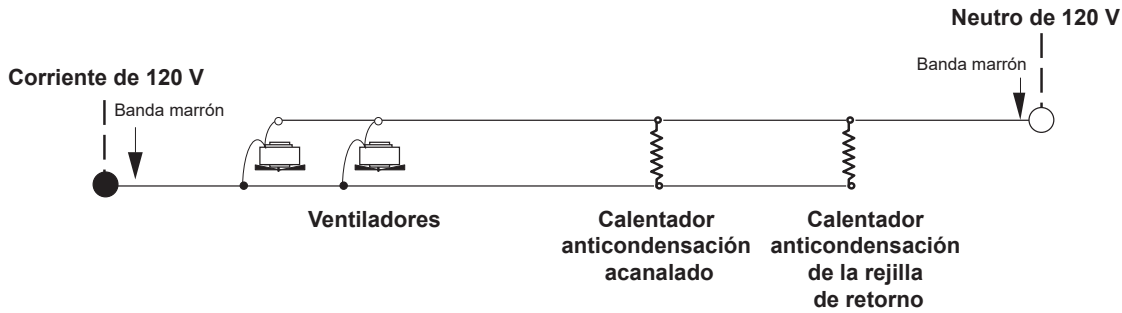 Neutro de 120 V
Corriente de 120 V
Banda marrón
Banda marrón
Ventiladores
Calentador
anticondensación
acanalado
Calentador
anticondensación
de la rejilla
de retorno